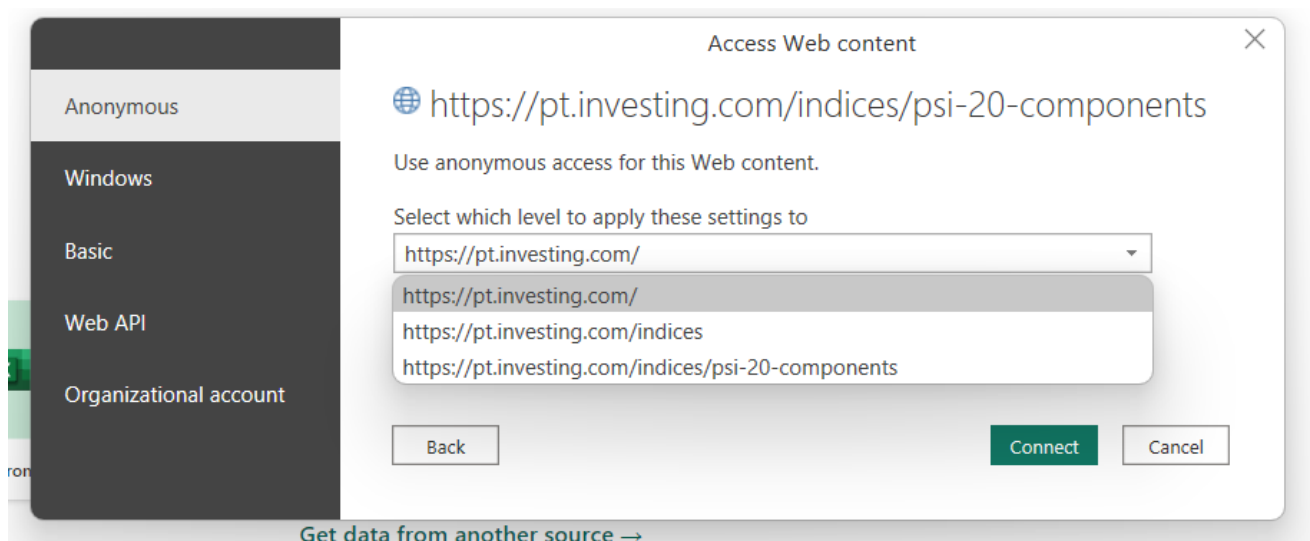 Access Web content
Anonymous
Windows
Basic
Web API
Organizational account
https://pt.investing.com/indices/psi-20-components
Use anonymous access for this Web content.
Select which level to apply these settings to
https://pt.investing.com/
https://pt.investing.com/
https://pt.investing.com/indices
https://pt.investing.com/indices/psi-20-components
Back
Connect
Cancel
Get data from another source →